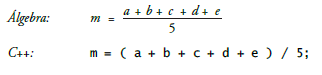 Álgebra: m = (a + b + c + d + e) / 5
C++: m = ( a + b + c + d + e ) / 5;